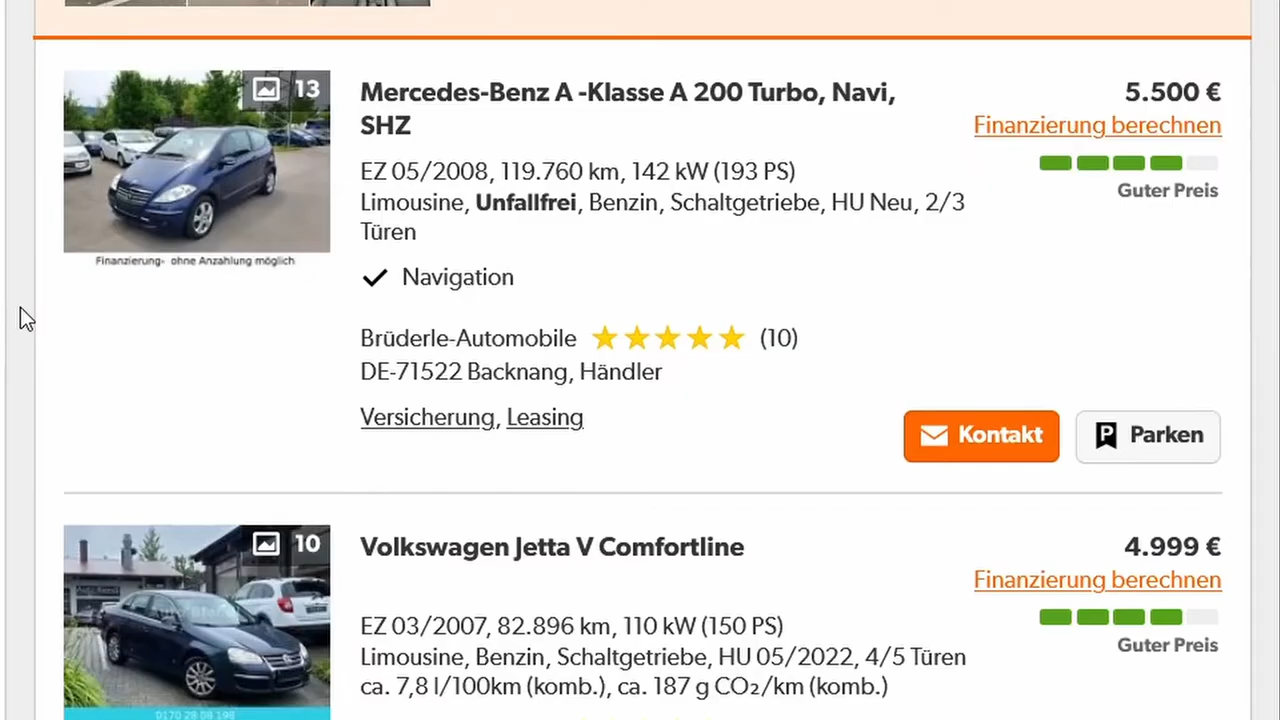 13
Mercedes-Benz A -Klasse A 200 Turbo, Navi,
SHZ
5.500 €
Finanzierung berechnen
Guter Preis
EZ 05/2008, 119.760 km, 142 kW (193 PS)
Limousine, Unfallfrei, Benzin, Schaltgetriebe, HU Neu, 2/3
Türen
Finanzierung- ohne Anzahlung möglich
Navigation
Brüderle-Automobile (10)
DE-71522 Backnang, Händler
Versicherung, Leasing
Kontakt
P Parken
10
Volkswagen Jetta V Comfortline
4.999 €
Finanzierung berechnen
Guter Preis
EZ 03/2007, 82.896 km, 110 kW (150 PS)
Limousine, Benzin, Schaltgetriebe, HU 05/2022, 4/5 Türen
ca. 7,8 l/100km (komb.), ca. 187 g CO₂/km (komb.)